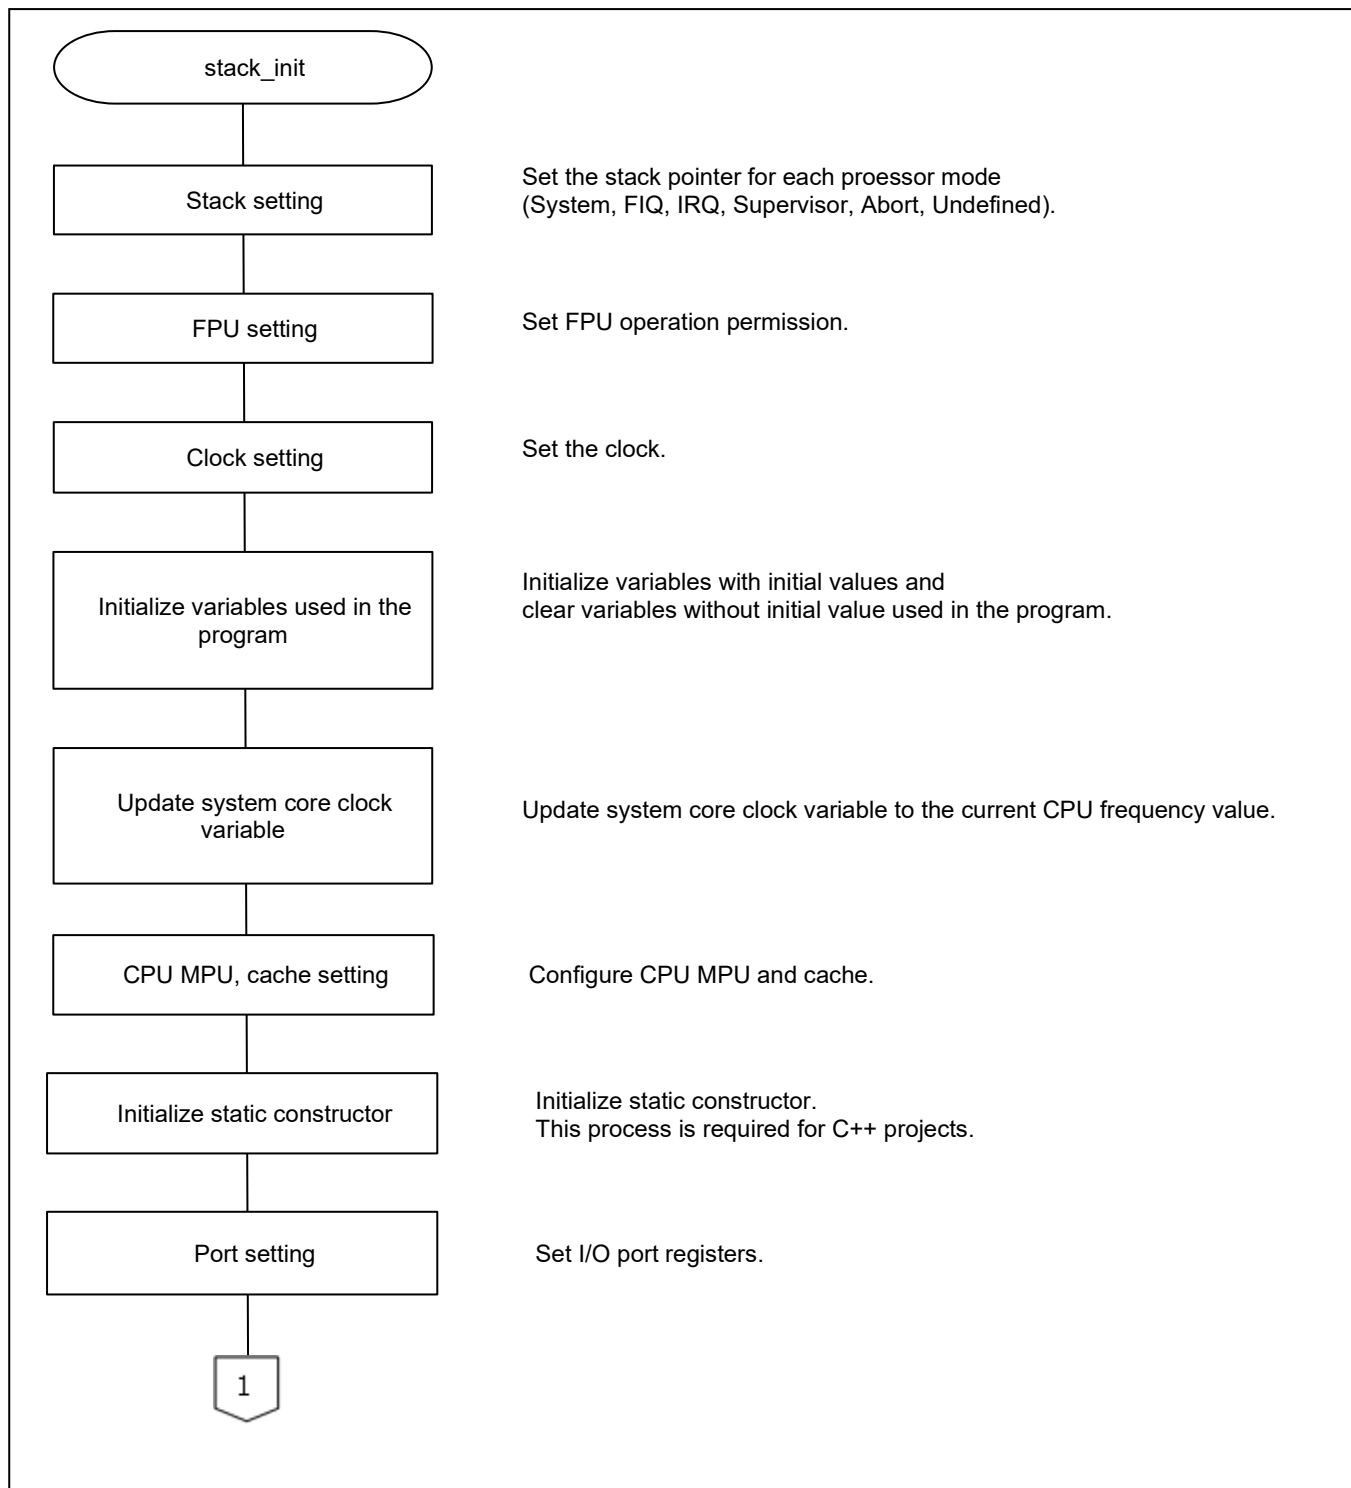 stack_init
Stack setting
Set the stack pointer for each proessor mode
(System, FIQ, IRQ, Supervisor, Abort, Undefined).
FPU setting
Set FPU operation permission.
Clock setting
Set the clock.
Initialize variables used in the
program
Initialize variables with initial values and
clear variables without initial value used in the program.
Update system core clock
variable
Update system core clock variable to the current CPU frequency value.
CPU MPU, cache setting
Configure CPU MPU and cache.
Initialize static constructor
Initialize static constructor.
This process is required for C++ projects.
Port setting
Set I/O port registers.
1